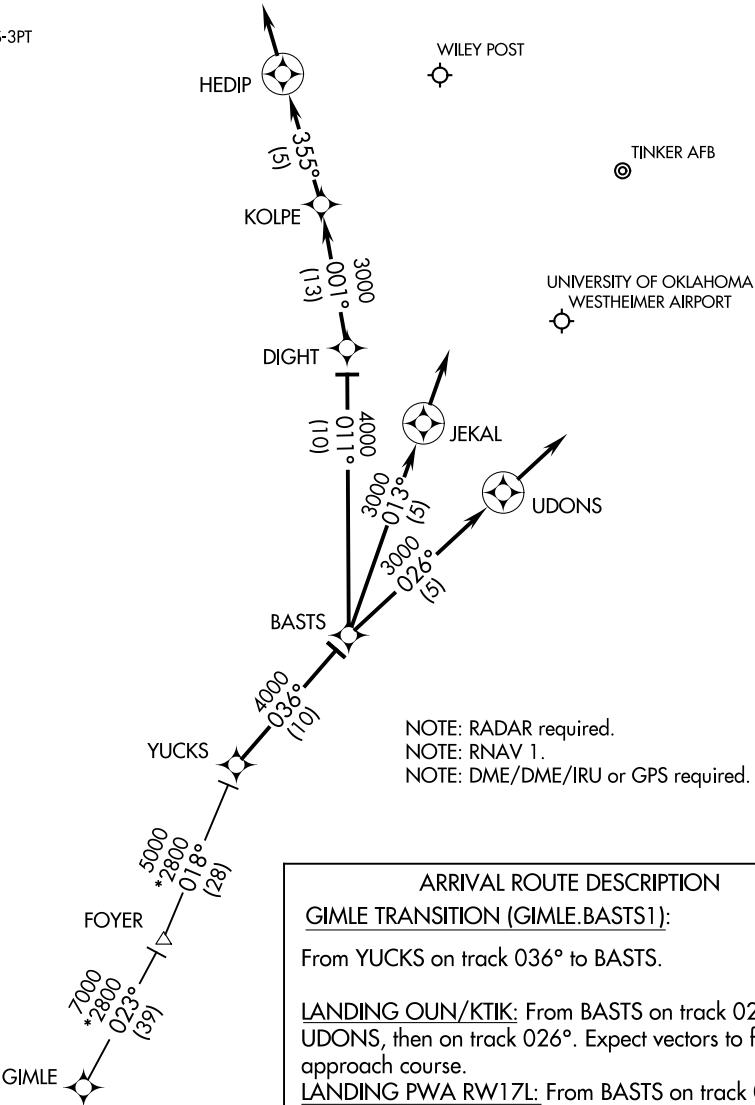 -3PT
HEDIP
WILEY POST
355°
(5)
TINKER AFB
KOLPE
3000
001°
(13)
UNIVERSITY OF OKLAHOMA
WESTHEIMER AIRPORT
DIGHT
4000
011°
(10)
JEKAL
3000
013°
(5)
UDONS
3000
026°
(5)
BASTS
4000
036°
(10)
NOTE: RADAR required.
NOTE: RNAV 1.
NOTE: DME/DME/IRU or GPS required.
YUCKS
5000
*2800
018°
(28)
ARRIVAL ROUTE DESCRIPTION
GIMLE TRANSITION (GIMLE.BASTS1):
From YUCKS on track 036° to BASTS.
FOYER
7000
*2800
023°
(39)
LANDING OUN/KTIK: From BASTS on track 02
UDONS, then on track 026°. Expect vectors to f
approach course.
GIMLE
LANDING PWA RW17L: From BASTS on track